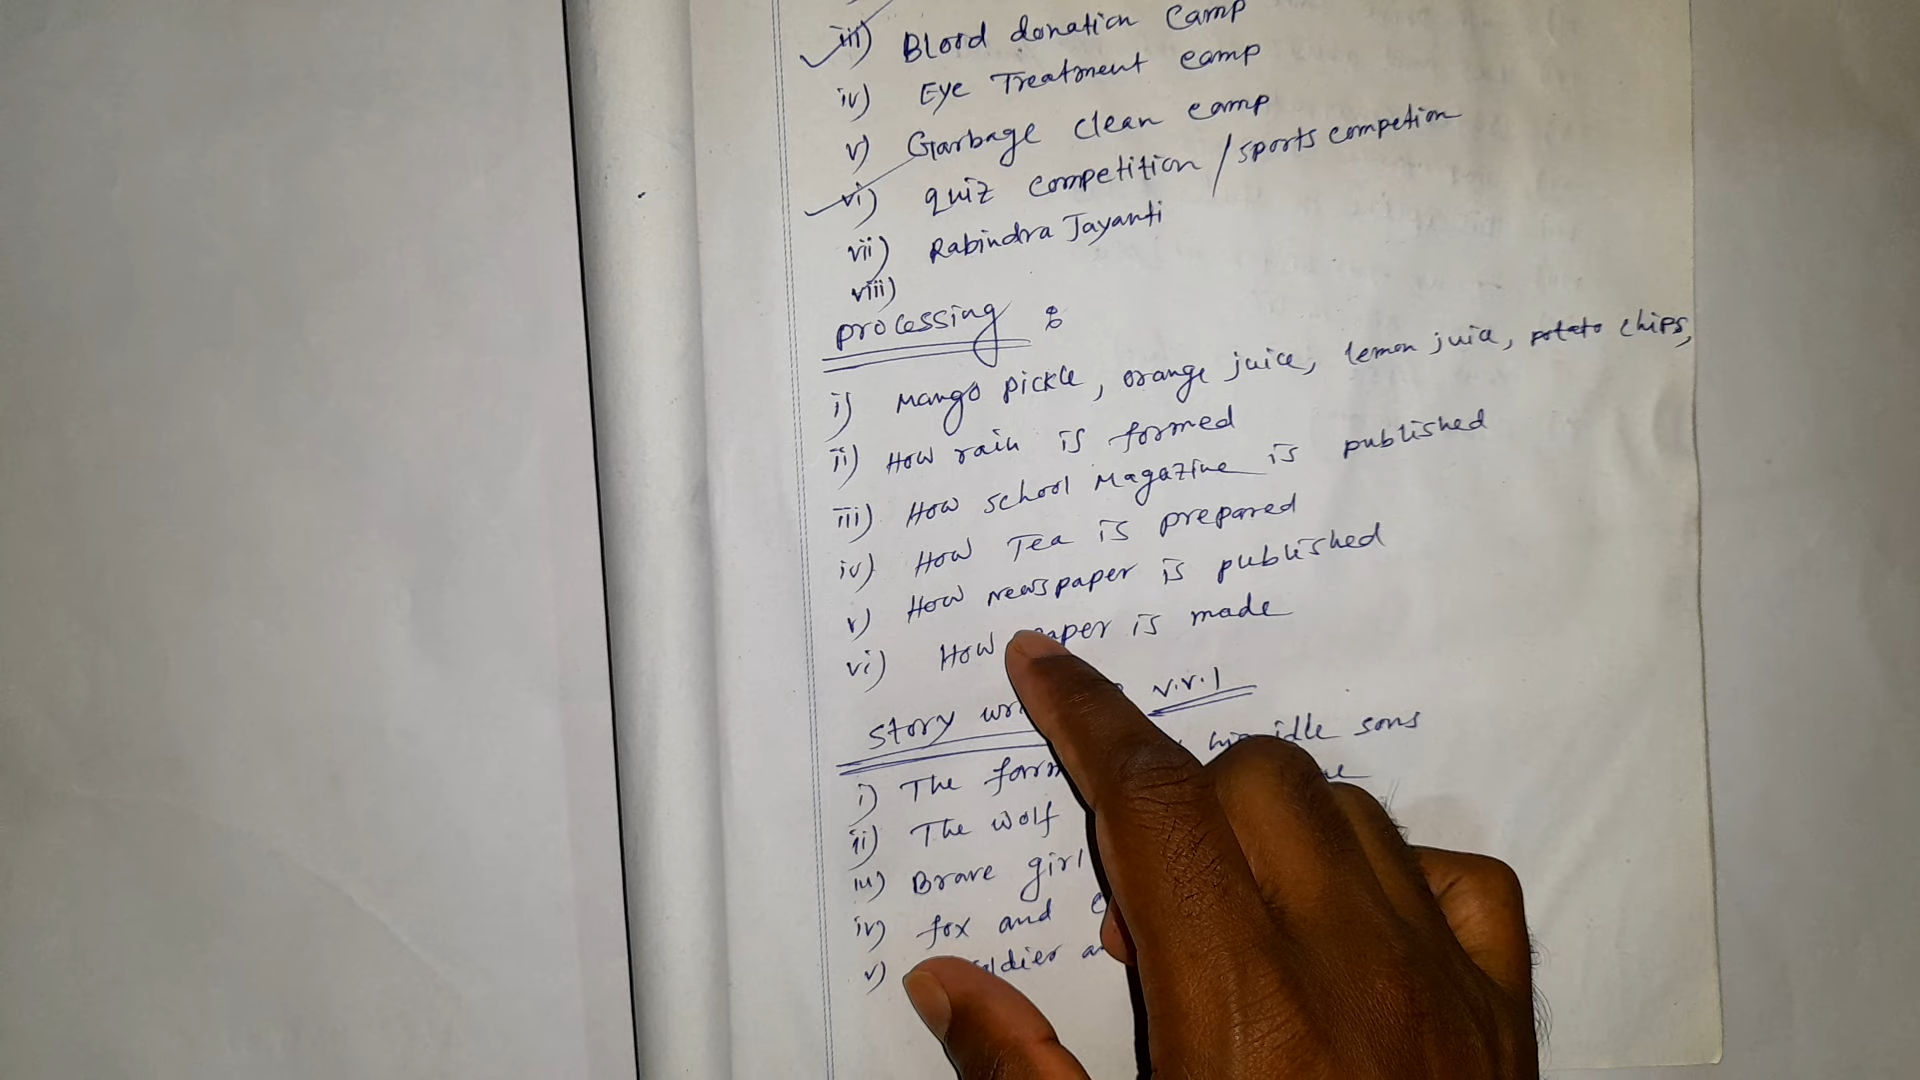 iii) Blood donation Camp
iv) Eye Treatment camp
v) Garbage clean camp
vi) quiz competition / sports competion
vii) Rabindra Jayanti
viii)
processing :
i) Mango pickle, orange juice, lemon juice, potato chips,
ii) How rain is formed
iii) How school Magazine is published
iv) How Tea is prepared
v) How Newspaper is published
vi) How paper is made
story v.v.1
i) The idle sons
ii) The wolf
iii) Brave girl
iv) fox and
v)